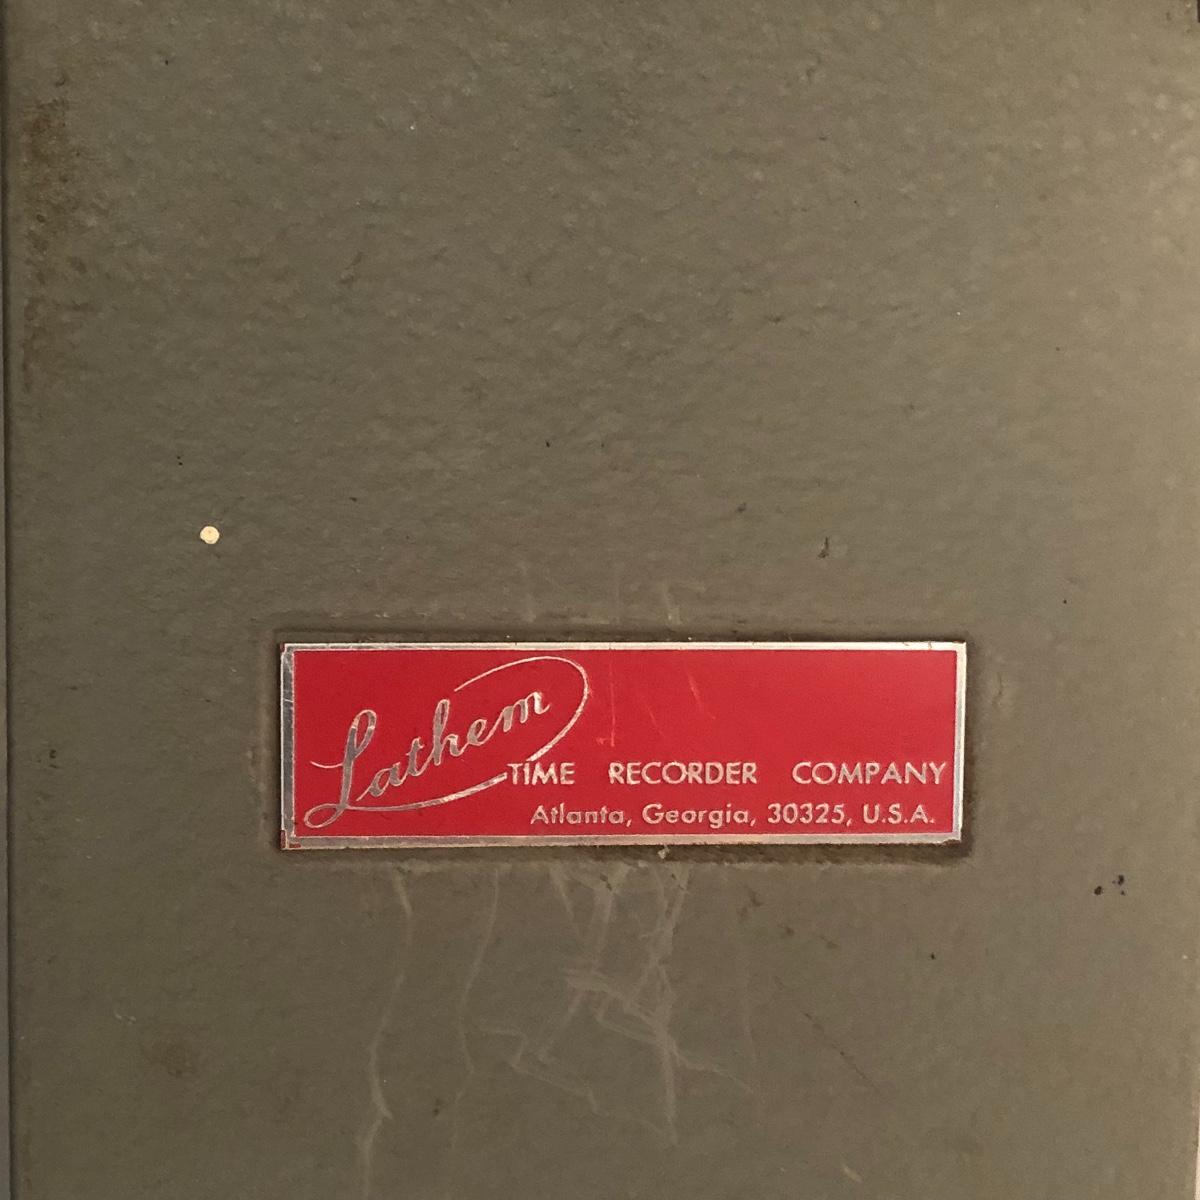 Lathem
TIME RECORDER COMPANY
Atlanta, Georgia, 30325, U.S.A.